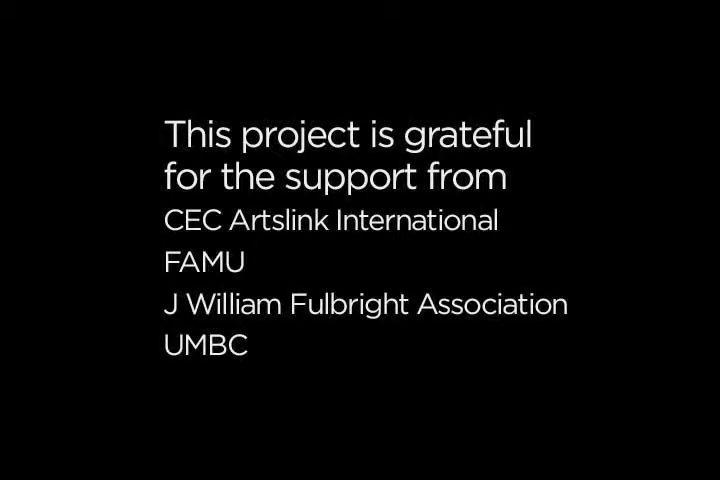 This project is grateful
for the support from
CEC Artslink International
FAMU
J William Fulbright Association
UMBC